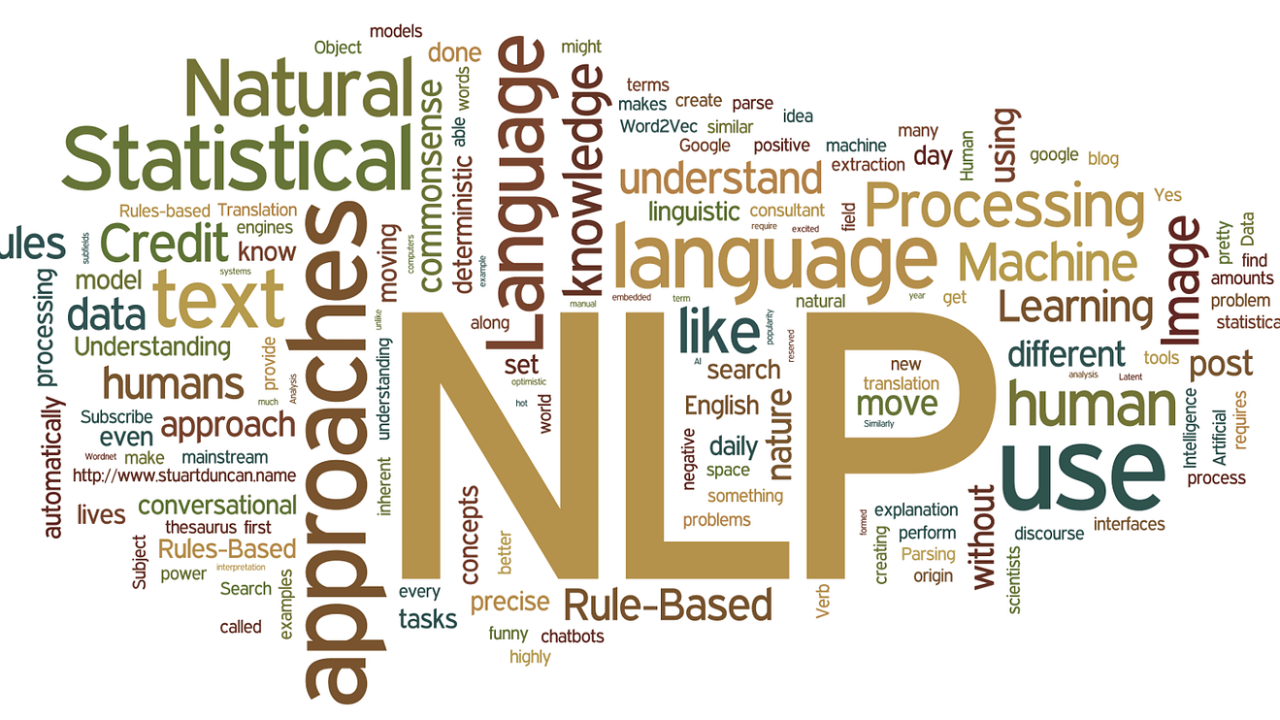 models
Object
done
might
Natural
Language
knowledge
commonsense
words
able
terms
makes create parse
idea
Word2Vec similar
Google positive machine
many
extraction day
Human
using
google blog
Statistical
deterministic
example
understand
linguistic consultant
require excited
field
Processing
Yes
Rules-based Translation
engines
ules
subfields
Credit know
systems
model
processing
data text
Understanding
provide
humans
much
Analysis
approaches
moving
computers
unlike
understanding
inherent
language
Machine
manual
embedded
term
natural
year
get
Learning
Image
pretty
Data
find
amounts
problem
statistica
NLP
along
set
optimistic
hot
world
like
popularity
reserved
AI
search
English
nature
negative
daily
space
something
problems
new
translation
move
Similarly
different tools
analysis
Latent
post
human
Intelligence
Artificial
requires
use
process
automatically
Subscribe
even approach
Wordnet make mainstream
http://www.stuartduncan.name
conversational
lives
thesaurus first
Subject
Rules-Based
power interpretation
Search
examples
called
concepts
better
every
tasks
precise Rule-Based
funny chatbots
highly
Verb
formed
explanation
creating
perform
Parsing
origin
without
scientists
discourse interfaces